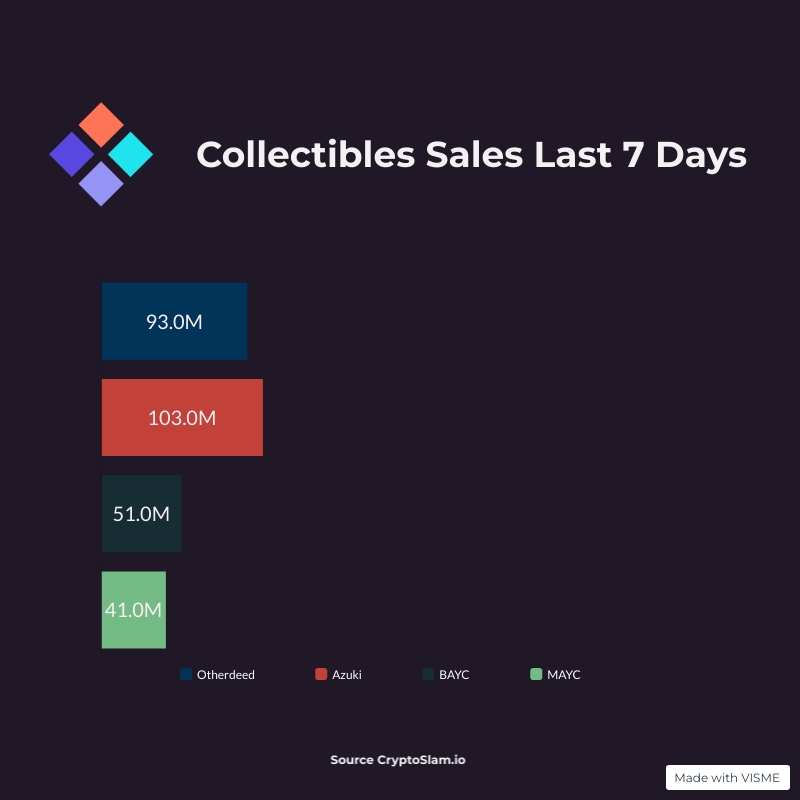 Collectibles Sales Last 7 Days
93.0M
103.0M
51.0M
41.0M
Otherdeed Azuki BAYC MAYC
Source CryptoSlam.io
Made with VISME